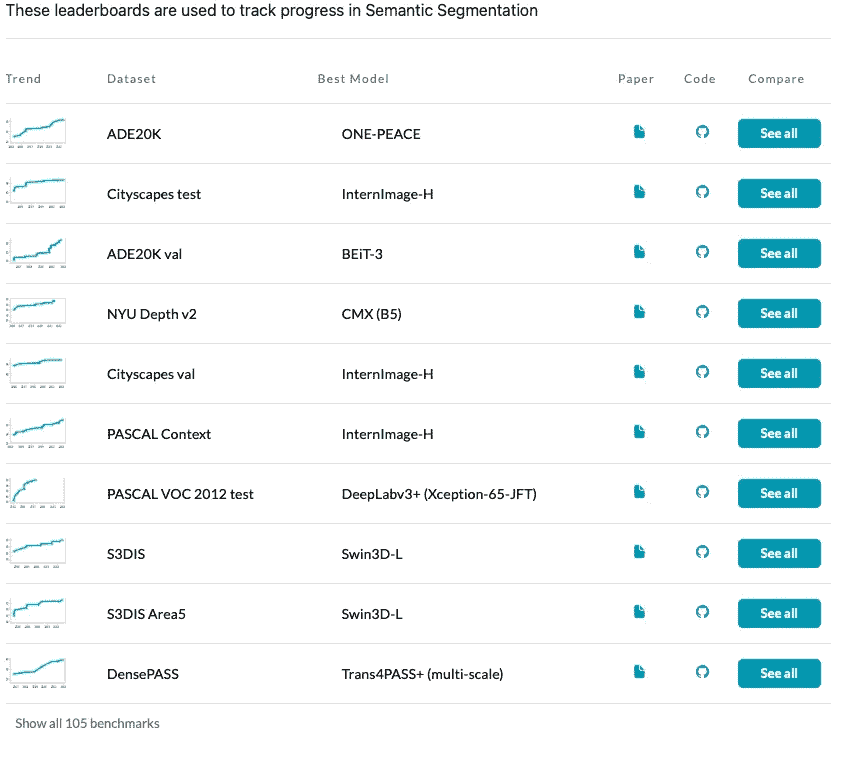 These leaderboards are used to track progress in Semantic Segmentation
Trend Dataset Best Model Paper Code Compare
ADE20K ONE-PEACE See all
Cityscapes test InternImage-H See all
ADE20K val BEiT-3 See all
NYU Depth v2 CMX (B5) See all
Cityscapes val InternImage-H See all
PASCAL Context InternImage-H See all
PASCAL VOC 2012 test DeepLabv3+ (Xception-65-JFT) See all
S3DIS Swin3D-L See all
S3DIS Area5 Swin3D-L See all
DensePASS Trans4PASS+ (multi-scale) See all
Show all 105 benchmarks